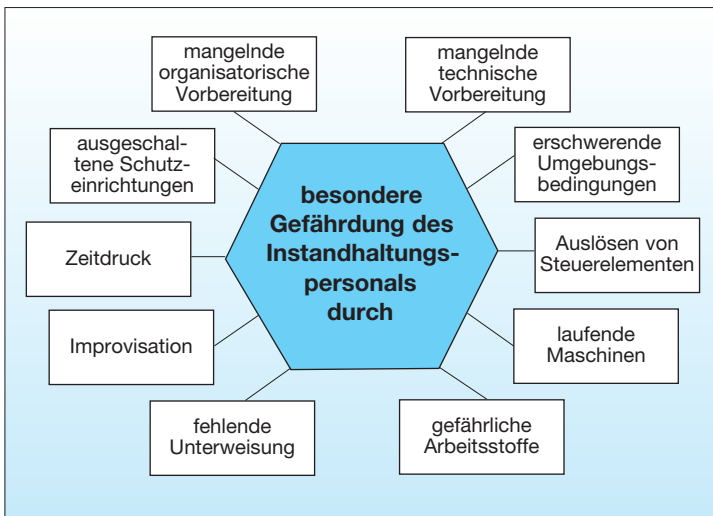 mangelnde
organisatorische
Vorbereitung
mangelnde
technische
Vorbereitung
ausgeschal-
tene Schutz-
einrichtungen
erschwerende
Umgebungs-
bedingungen
besondere
Gefährdung des
Instandhaltungs-
personals
durch
Zeitdruck
Auslösen von
Steuerelementen
Improvisation
laufende
Maschinen
fehlende
Unterweisung
gefährliche
Arbeitsstoffe